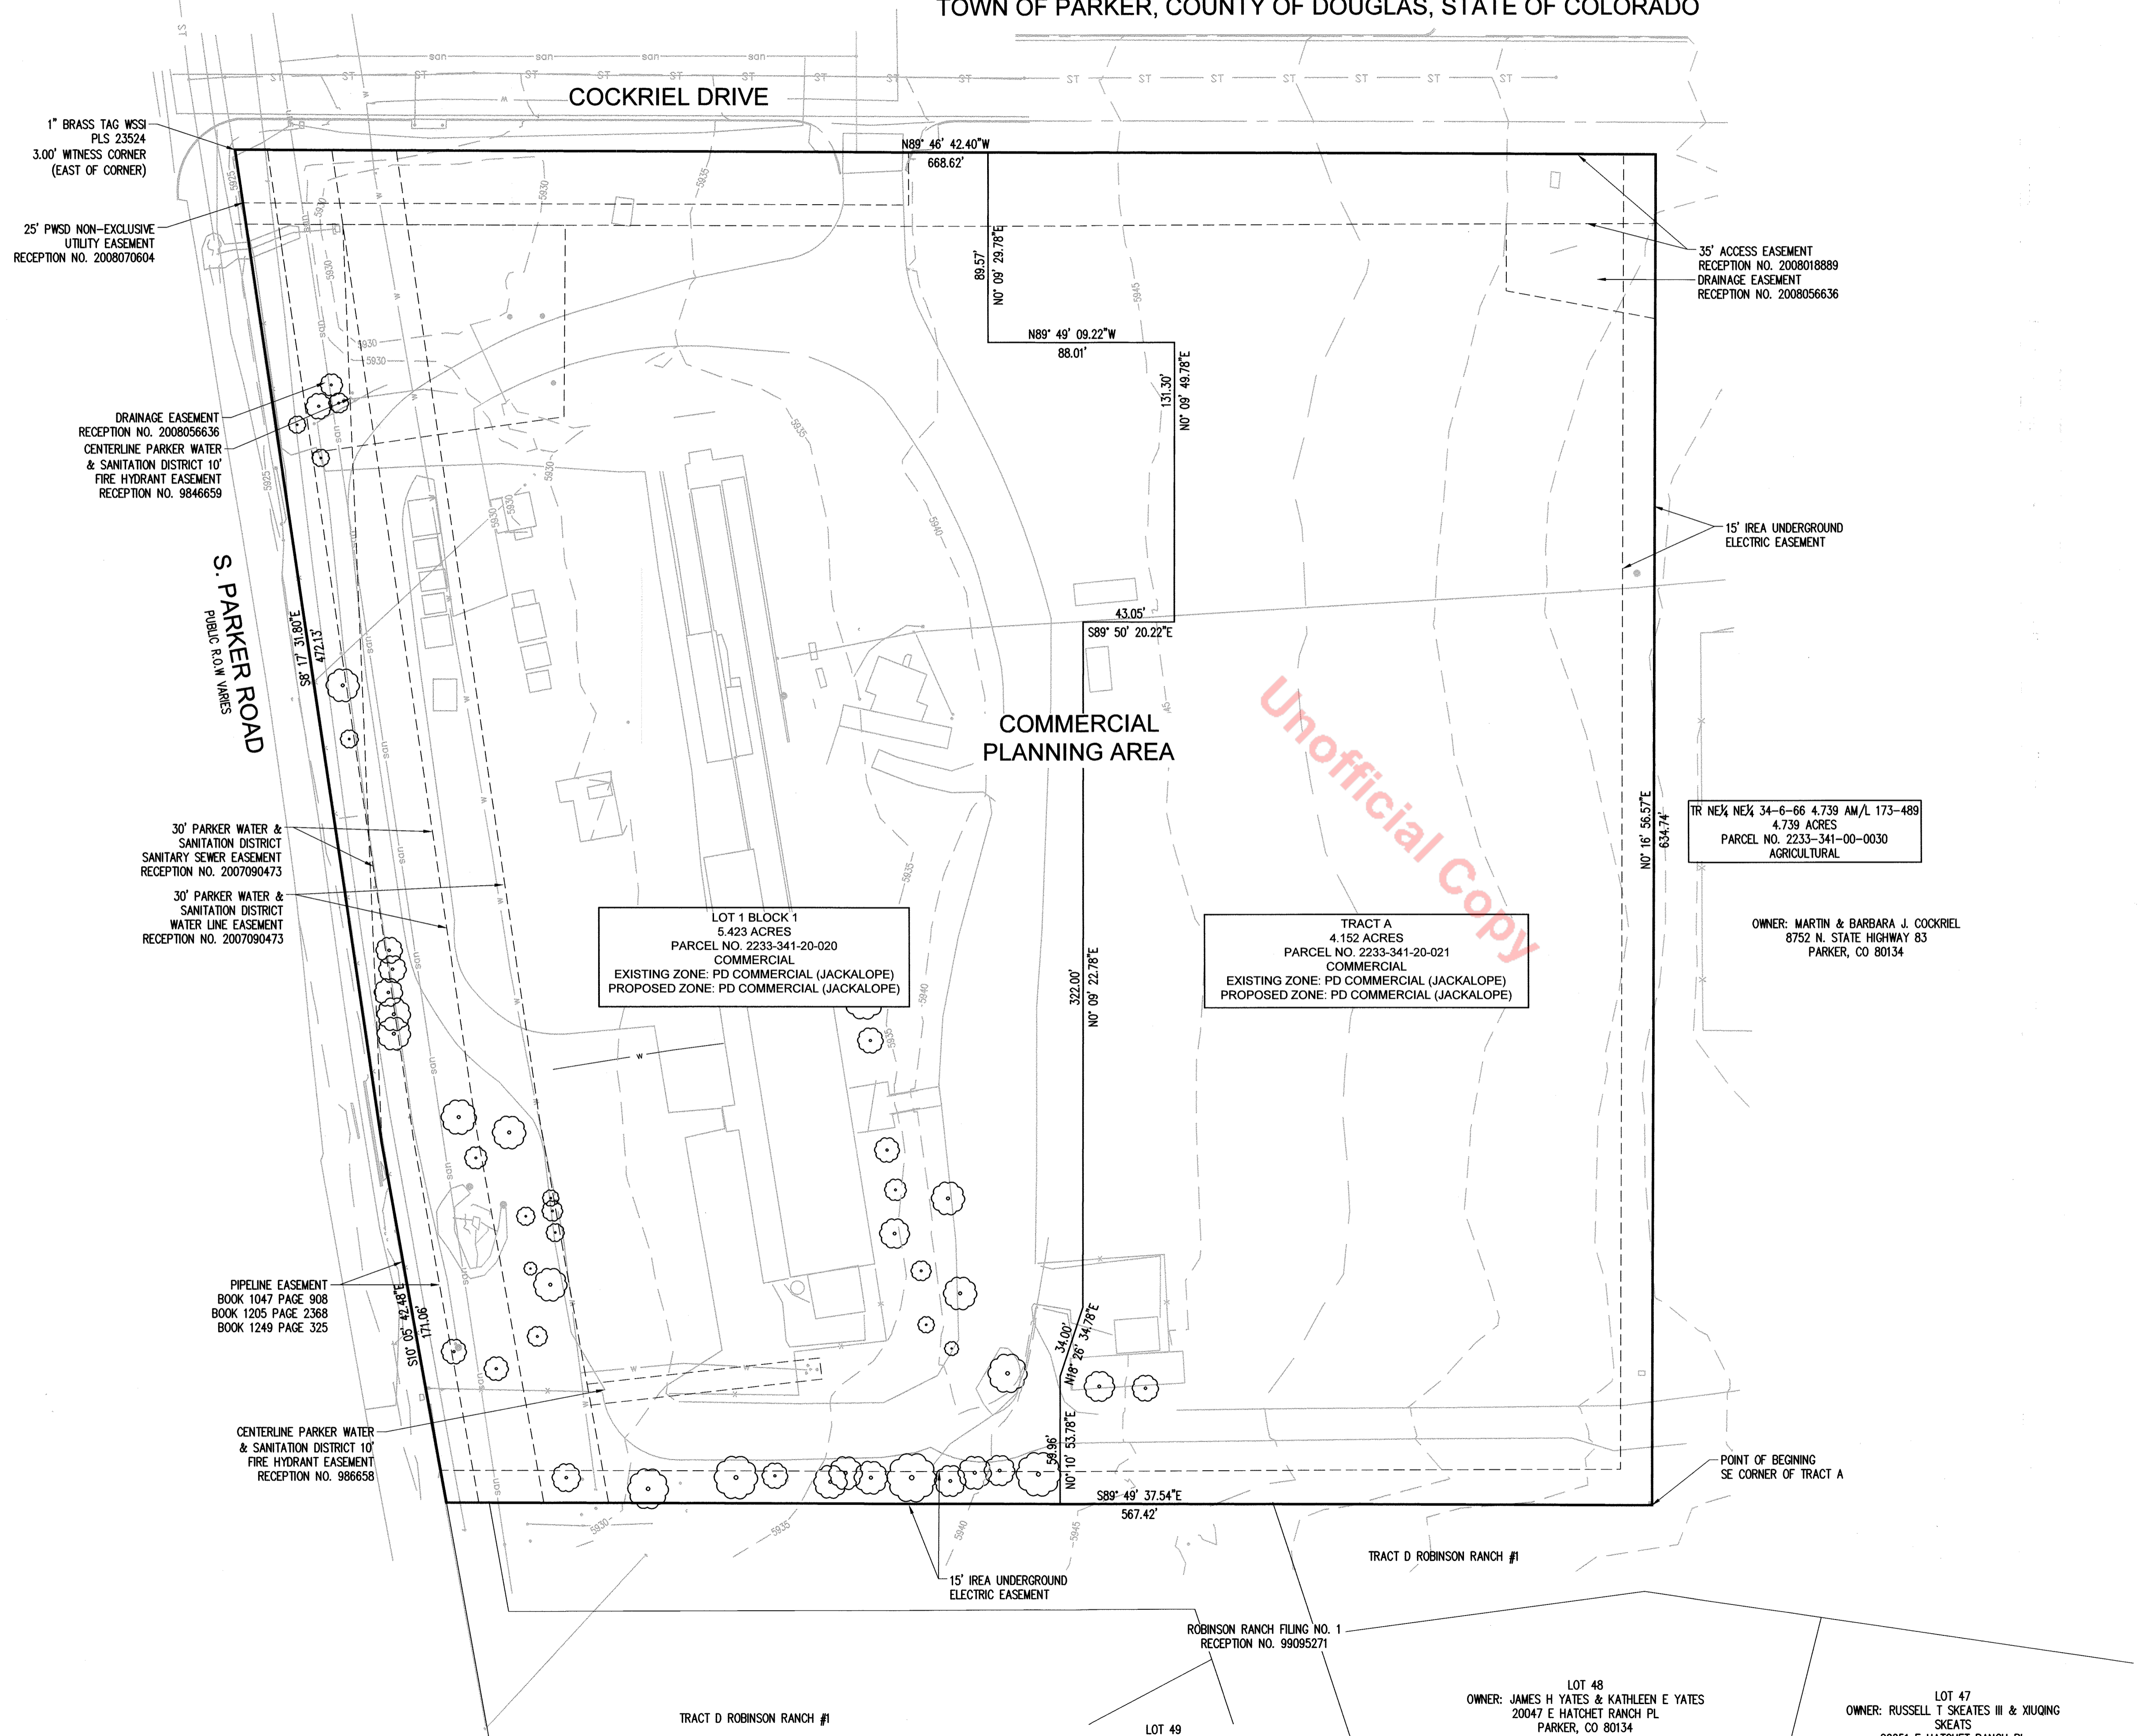 TOWN OF PARKER, COUNTY OF DOUGLAS, STATE OF COLORADO
COCKRIEL DRIVE
1" BRASS TAG WSSI
PLS 23524
3.00' WITNESS CORNER
(EAST OF CORNER)
N89° 46' 42.40"W
668.62'
25' PWSD NON-EXCLUSIVE
UTILITY EASEMENT
RECEPTION NO. 2008070604
89.57'
N0° 09' 29.78"E
35' ACCESS EASEMENT
RECEPTION NO. 2008018889
DRAINAGE EASEMENT
RECEPTION NO. 2008056636
N89° 49' 09.22"W
88.01'
131.30'
N0° 09' 49.78"E
DRAINAGE EASEMENT
RECEPTION NO. 2008056636
CENTERLINE PARKER WATER
& SANITATION DISTRICT 10'
FIRE HYDRANT EASEMENT
RECEPTION NO. 9846659
15' IREA UNDERGROUND
ELECTRIC EASEMENT
S. PARKER ROAD
PUBLIC R.O.W VARIES
S8° 17' 31.80"E
472.13'
43.05'
S89° 50' 20.22"E
COMMERCIAL
PLANNING AREA
Unofficial Copy
N0° 16' 56.57"E
634.74'
TR NE¼ NE¼ 34-6-66 4.739 AM/L 173-489
4.739 ACRES
PARCEL NO. 2233-341-00-0030
AGRICULTURAL
30' PARKER WATER &
SANITATION DISTRICT
SANITARY SEWER EASEMENT
RECEPTION NO. 2007090473
30' PARKER WATER &
SANITATION DISTRICT
WATER LINE EASEMENT
RECEPTION NO. 2007090473
LOT 1 BLOCK 1
5.423 ACRES
PARCEL NO. 2233-341-20-020
COMMERCIAL
EXISTING ZONE: PD COMMERCIAL (JACKALOPE)
PROPOSED ZONE: PD COMMERCIAL (JACKALOPE)
TRACT A
4.152 ACRES
PARCEL NO. 2233-341-20-021
COMMERCIAL
EXISTING ZONE: PD COMMERCIAL (JACKALOPE)
PROPOSED ZONE: PD COMMERCIAL (JACKALOPE)
OWNER: MARTIN & BARBARA J. COCKRIEL
8752 N. STATE HIGHWAY 83
PARKER, CO 80134
322.00'
N0° 09' 22.78"E
PIPELINE EASEMENT
BOOK 1047 PAGE 908
BOOK 1205 PAGE 2368
BOOK 1249 PAGE 325
S10° 05' 42.48"E
171.06'
34.00'
N18° 26' 34.78"E
CENTERLINE PARKER WATER
& SANITATION DISTRICT 10'
FIRE HYDRANT EASEMENT
RECEPTION NO. 986658
59.96'
N0° 10' 53.78"E
POINT OF BEGINING
SE CORNER OF TRACT A
S89° 49' 37.54"E
567.42'
TRACT D ROBINSON RANCH #1
15' IREA UNDERGROUND
ELECTRIC EASEMENT
ROBINSON RANCH FILING NO. 1
RECEPTION NO. 99095271
TRACT D ROBINSON RANCH #1
LOT 49
LOT 48
OWNER: JAMES H YATES & KATHLEEN E YATES
20047 E HATCHET RANCH PL
PARKER, CO 80134
LOT 47
OWNER: RUSSELL T SKEATES III & XIUQING
SKEATS